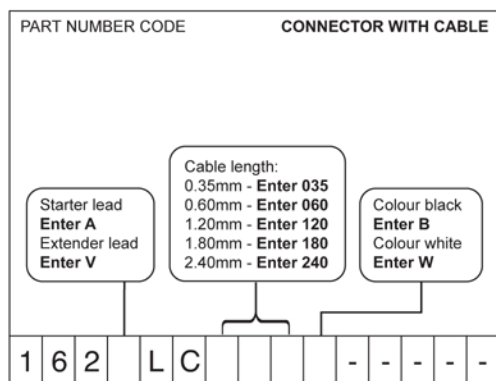 PART NUMBER CODE CONNECTOR WITH CABLE
Cable length:
0.35mm - Enter 035
0.60mm - Enter 060
1.20mm - Enter 120
1.80mm - Enter 180
2.40mm - Enter 240
Starter lead
Enter A
Extender lead
Enter V
Colour black
Enter B
Colour white
Enter W
1 6 2 L C - - - - -